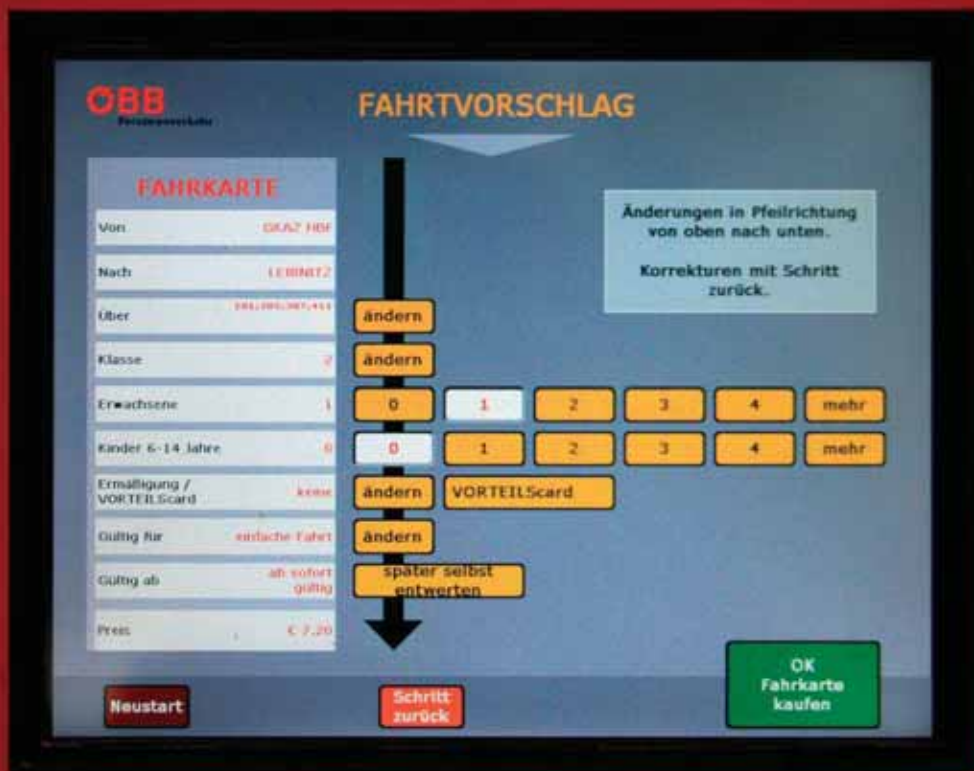 ÖBB
Personenverkehr
FAHRTVORSCHLAG
FAHRKARTE
Von GRAZ HBF
Nach LEIBNITZ
Über
Klasse 2
Erwachsene 1
Kinder 6-14 Jahre 0
Ermäßigung /
VORTEILScard keine
Gültig für einfache Fahrt
Gültig ab ab sofort
gültig
Preis € 7,20
Änderungen in Pfeilrichtung
von oben nach unten.
Korrekturen mit Schritt
zurück.
ändern
ändern
0 1 2 3 4 mehr
0 1 2 3 4 mehr
ändern VORTEILScard
ändern
später selbst
entwerten
Neustart
Schritt
zurück
OK
Fahrkarte
kaufen